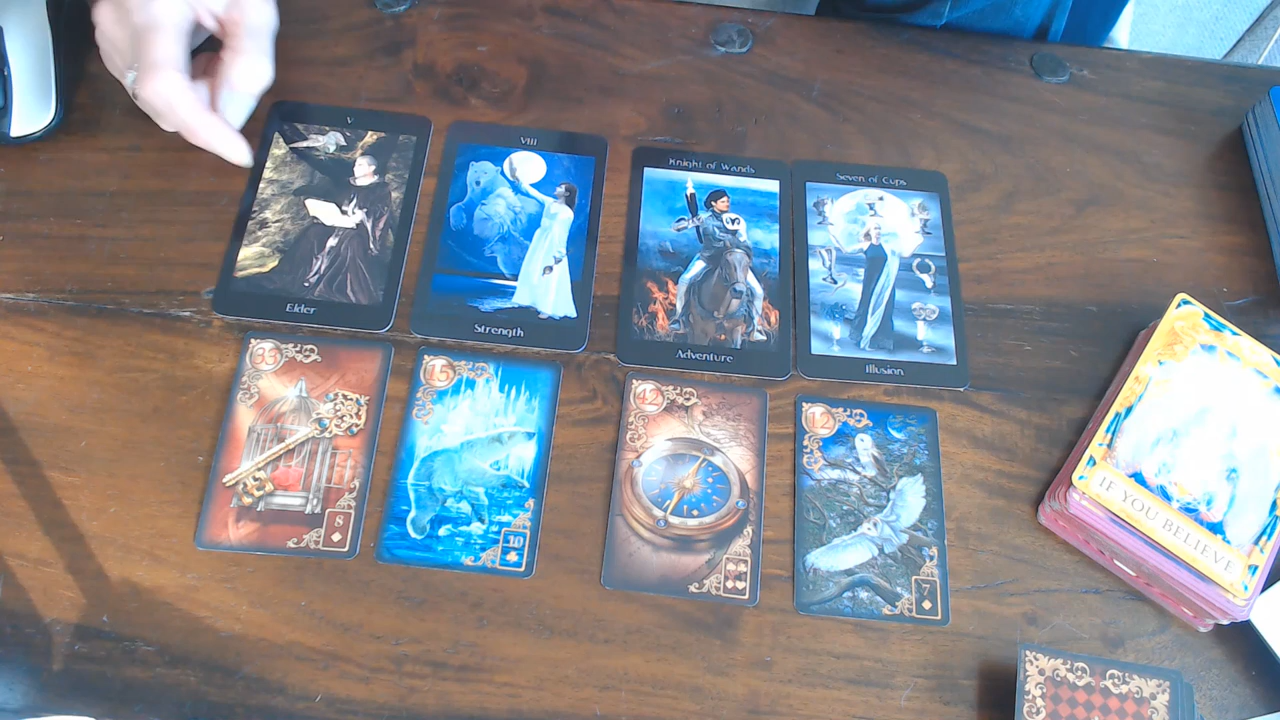 V
Elder
VIII
Strength
Knight of Wands
Adventure
Seven of Cups
Illusion
33
8
15
10
42
12
7
IF YOU BELIEVE